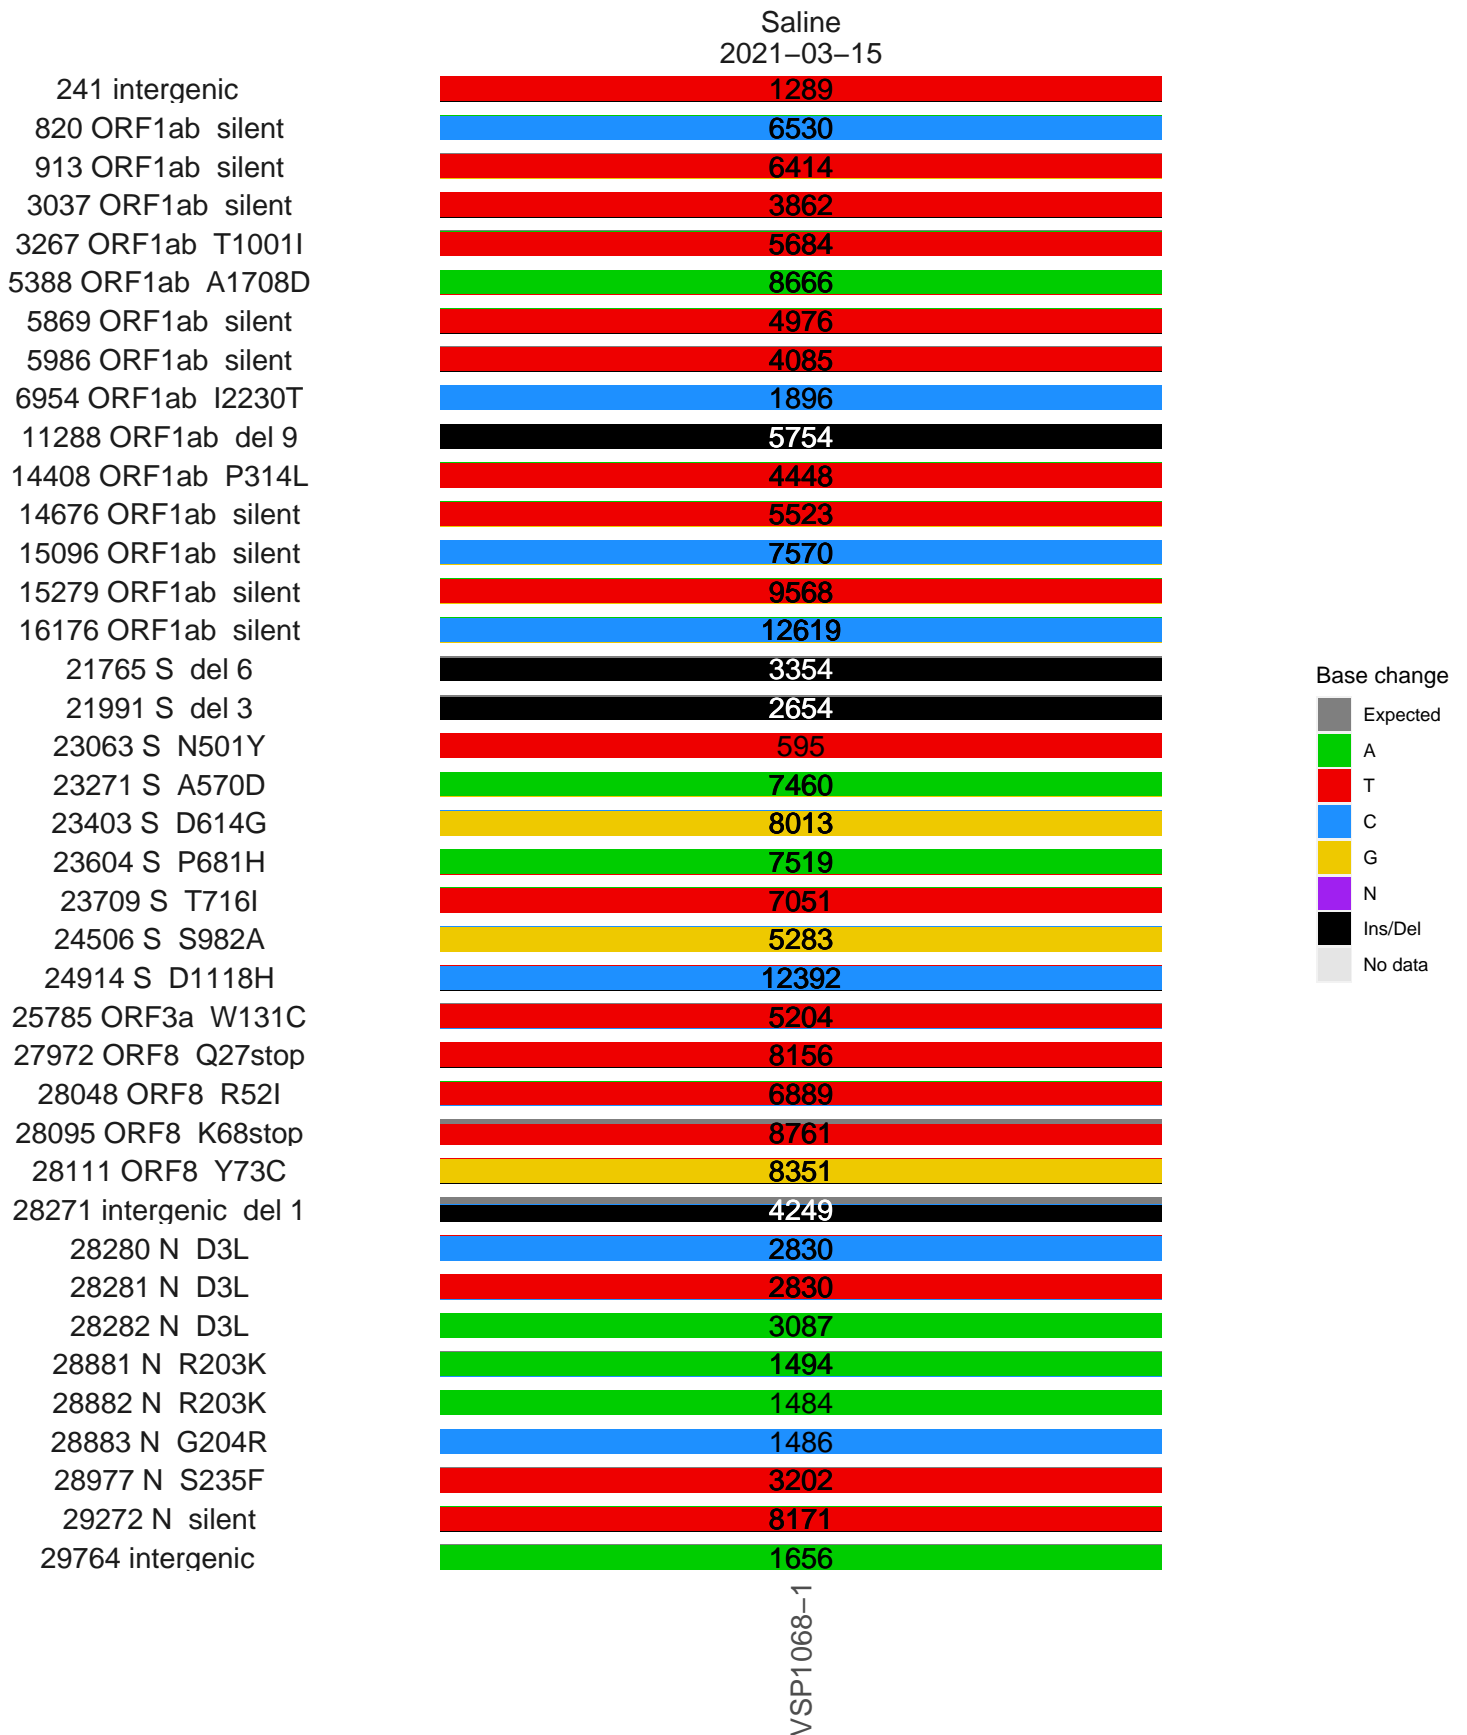 Saline
2021−03−15
241 intergenic 1289
820 ORF1ab silent 6530
913 ORF1ab silent 6414
3037 ORF1ab silent 3862
3267 ORF1ab T1001I 5684
5388 ORF1ab A1708D 8666
5869 ORF1ab silent 4976
5986 ORF1ab silent 4085
6954 ORF1ab I2230T 1896
11288 ORF1ab del 9 5754
14408 ORF1ab P314L 4448
14676 ORF1ab silent 5523
15096 ORF1ab silent 7570
15279 ORF1ab silent 9568
16176 ORF1ab silent 12619
21765 S del 6 3354
21991 S del 3 2654
23063 S N501Y 595
23271 S A570D 7460
23403 S D614G 8013
23604 S P681H 7519
23709 S T716I 7051
24506 S S982A 5283
24914 S D1118H 12392
25785 ORF3a W131C 5204
27972 ORF8 Q27stop 8156
28048 ORF8 R52I 6889
28095 ORF8 K68stop 8761
28111 ORF8 Y73C 8351
28271 intergenic del 1 4249
28280 N D3L 2830
28281 N D3L 2830
28282 N D3L 3087
28881 N R203K 1494
28882 N R203K 1484
28883 N G204R 1486
28977 N S235F 3202
29272 N silent 8171
29764 intergenic 1656
VSP1068−1
Base change
Expected
A
T
C
G
N
Ins/Del
No data